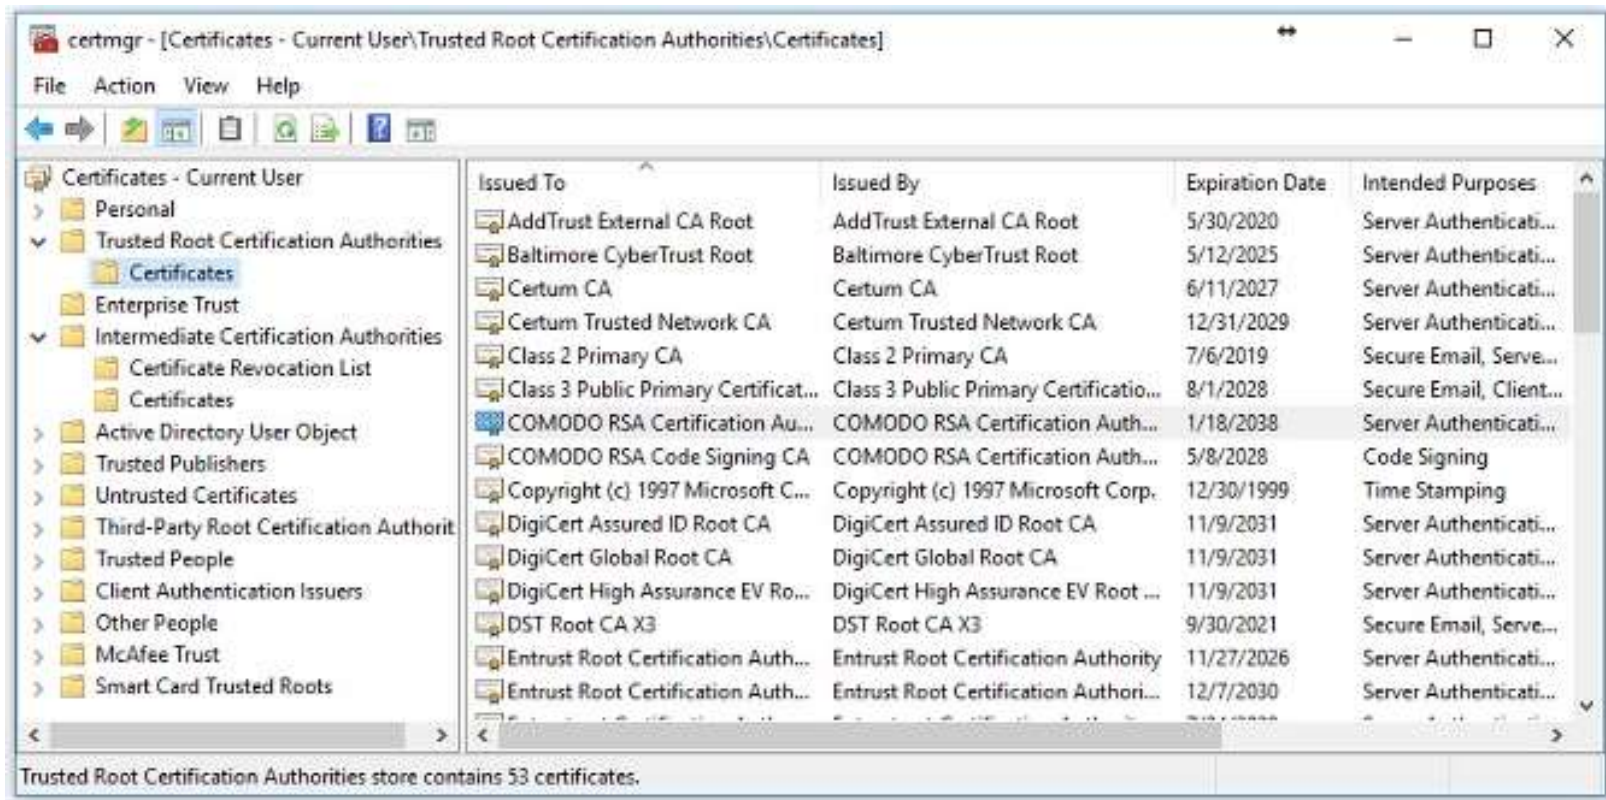 certmgr - [Certificates - Current User\Trusted Root Certification Authorities\Certificates]
File Action View Help
Certificates - Current User
Personal
Trusted Root Certification Authorities
Certificates
Enterprise Trust
Intermediate Certification Authorities
Certificate Revocation List
Certificates
Active Directory User Object
Trusted Publishers
Untrusted Certificates
Third-Party Root Certification Authorit
Trusted People
Client Authentication Issuers
Other People
McAfee Trust
Smart Card Trusted Roots
Issued To Issued By Expiration Date Intended Purposes
AddTrust External CA Root AddTrust External CA Root 5/30/2020 Server Authenticati...
Baltimore CyberTrust Root Baltimore CyberTrust Root 5/12/2025 Server Authenticati...
Certum CA Certum CA 6/11/2027 Server Authenticati...
Certum Trusted Network CA Certum Trusted Network CA 12/31/2029 Server Authenticati...
Class 2 Primary CA Class 2 Primary CA 7/6/2019 Secure Email, Serve...
Class 3 Public Primary Certificat... Class 3 Public Primary Certificatio... 8/1/2028 Secure Email, Client...
COMODO RSA Certification Au... COMODO RSA Certification Auth... 1/18/2038 Server Authenticati...
COMODO RSA Code Signing CA COMODO RSA Certification Auth... 5/8/2028 Code Signing
Copyright (c) 1997 Microsoft C... Copyright (c) 1997 Microsoft Corp. 12/30/1999 Time Stamping
DigiCert Assured ID Root CA DigiCert Assured ID Root CA 11/9/2031 Server Authenticati...
DigiCert Global Root CA DigiCert Global Root CA 11/9/2031 Server Authenticati...
DigiCert High Assurance EV Ro... DigiCert High Assurance EV Root ... 11/9/2031 Server Authenticati...
DST Root CA X3 DST Root CA X3 9/30/2021 Secure Email, Serve...
Entrust Root Certification Auth... Entrust Root Certification Authority 11/27/2026 Server Authenticati...
Entrust Root Certification Auth... Entrust Root Certification Authori... 12/7/2030 Server Authenticati...
Trusted Root Certification Authorities store contains 53 certificates.